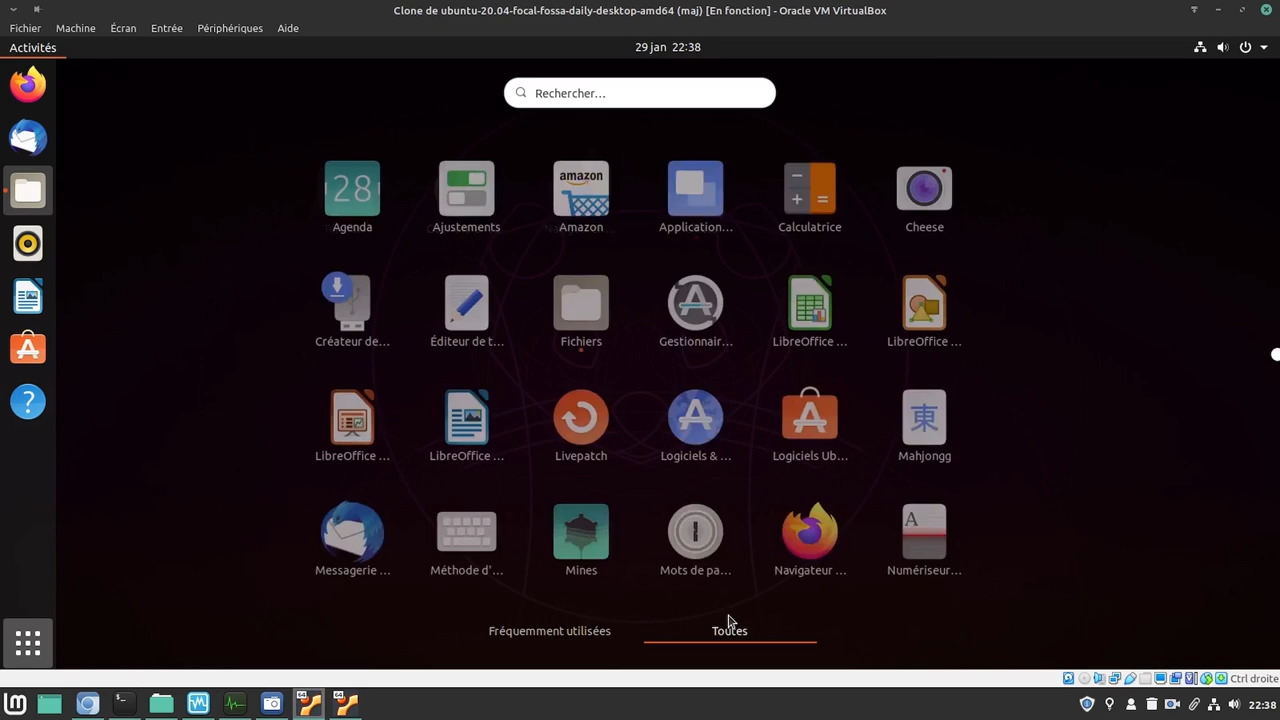 Clone de ubuntu-20.04-focal-fossa-daily-desktop-amd64 (maj) [En fonction] - Oracle VM VirtualBox
Fichier Machine Écran Entrée Périphériques Aide
Activités 29 jan 22:38
Rechercher…
28 amazon
Agenda Ajustements Amazon Application… Calculatrice Cheese
Créateur de… Éditeur de t… Fichiers Gestionnair… LibreOffice … LibreOffice …
東
LibreOffice … LibreOffice … Livepatch Logiciels & … Logiciels Ub… Mahjongg
A
Messagerie … Méthode d'… Mines Mots de pa… Navigateur … Numériseur…
Fréquemment utilisées Toutes
Ctrl droite
64 64
22:38